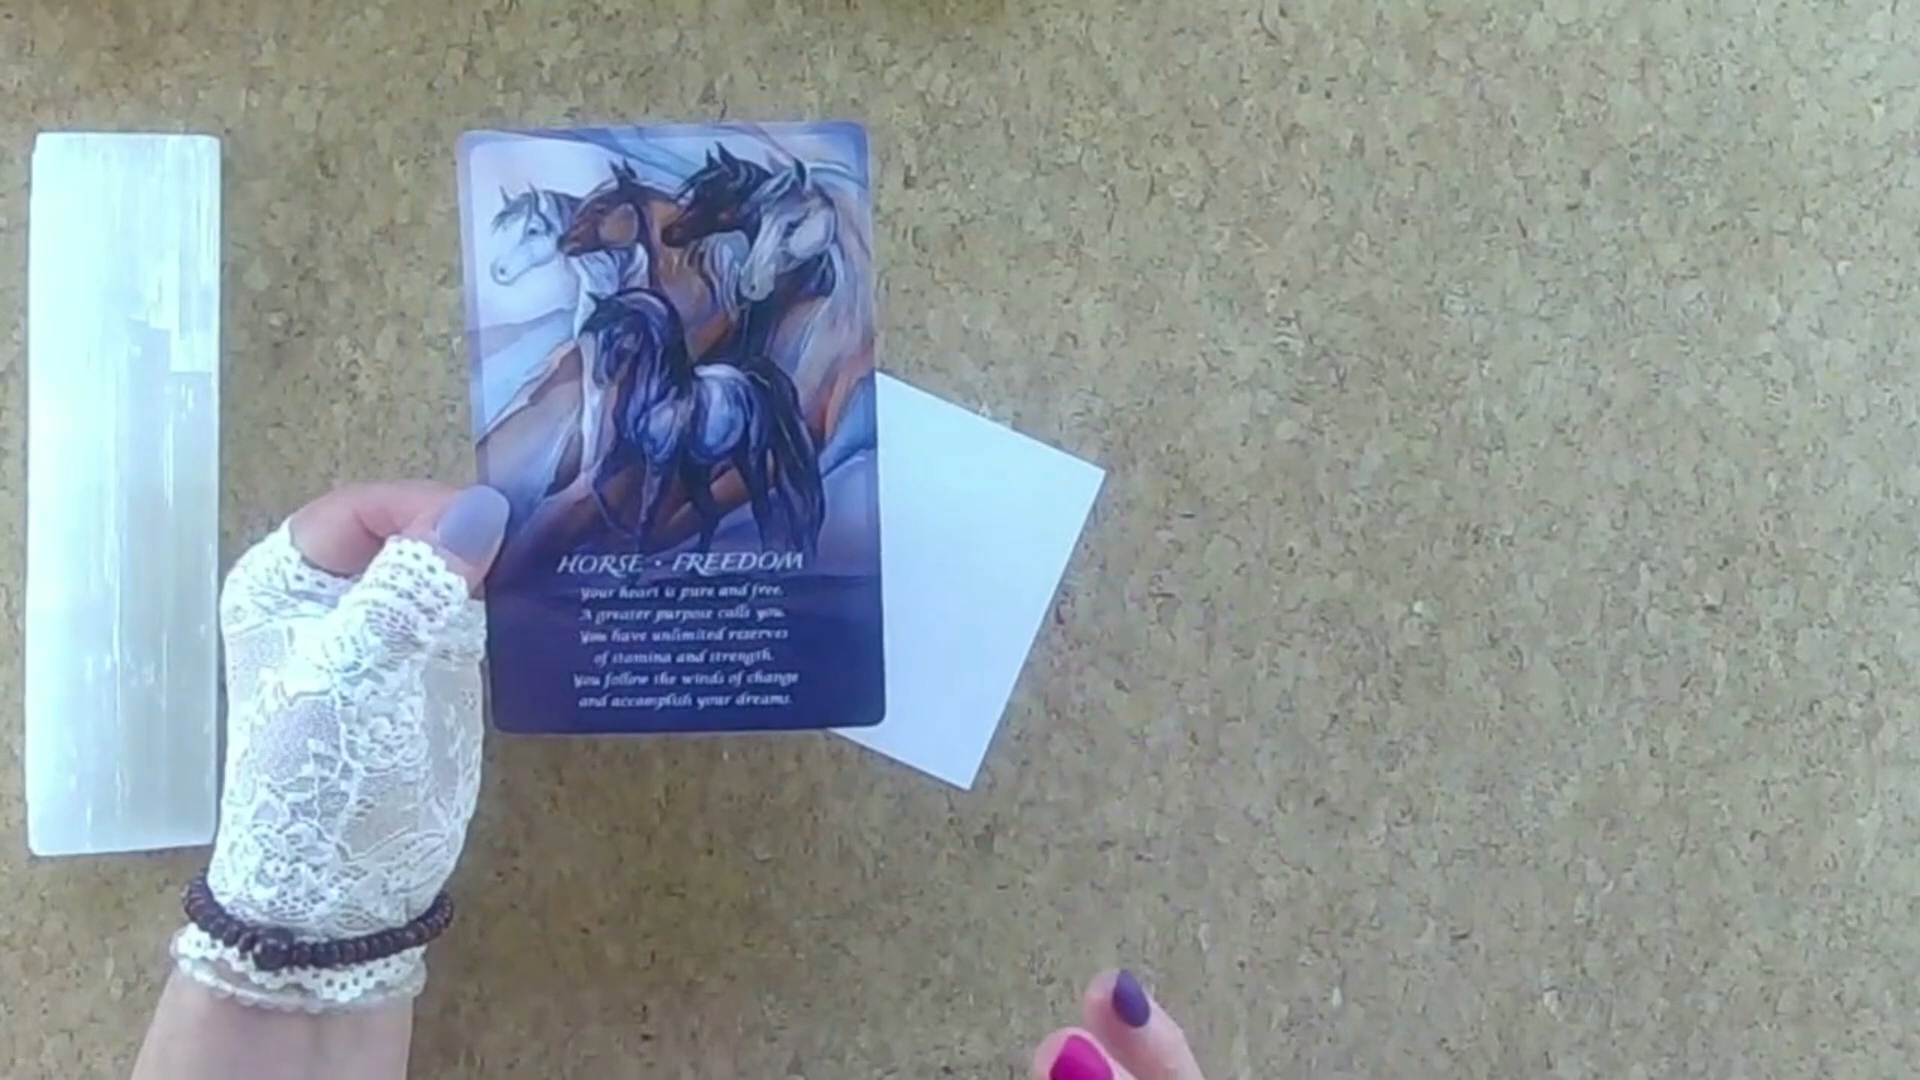 HORSE • FREEDOM
Your heart is pure and free.
A greater purpose calls you.
You have unlimited reserves
of stamina and strength.
You follow the winds of change
and accomplish your dreams.